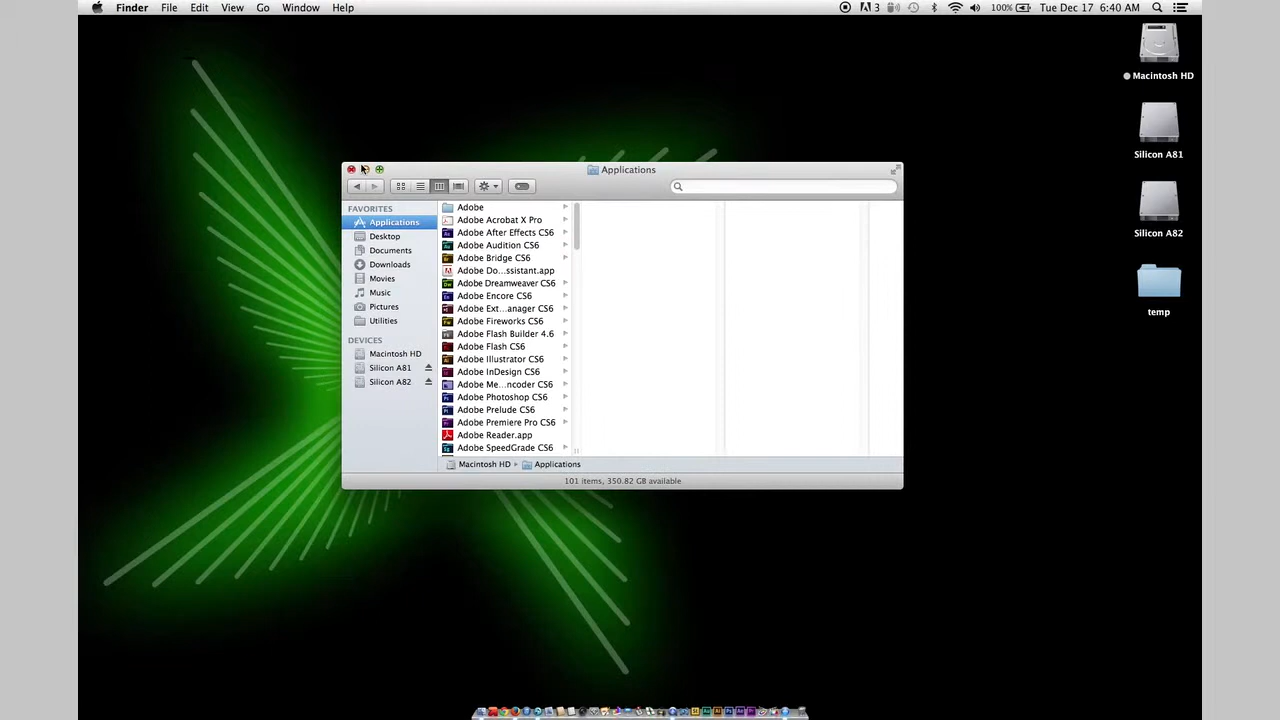 Finder File Edit View Go Window Help
3 100% Tue Dec 17 6:40 AM
Macintosh HD
Silicon A81
Silicon A82
temp
Applications
FAVORITES
Applications
Desktop
Documents
Downloads
Movies
Music
Pictures
Utilities
DEVICES
Macintosh HD
Silicon A81
Silicon A82
Adobe
Adobe Acrobat X Pro
Adobe After Effects CS6
Adobe Audition CS6
Adobe Bridge CS6
Adobe Do...ssistant.app
Adobe Dreamweaver CS6
Adobe Encore CS6
Adobe Ext...anager CS6
Adobe Fireworks CS6
Adobe Flash Builder 4.6
Adobe Flash CS6
Adobe Illustrator CS6
Adobe InDesign CS6
Adobe Me...ncoder CS6
Adobe Photoshop CS6
Adobe Prelude CS6
Adobe Premiere Pro CS6
Adobe Reader.app
Adobe SpeedGrade CS6
Macintosh HD Applications
101 items, 350.82 GB available